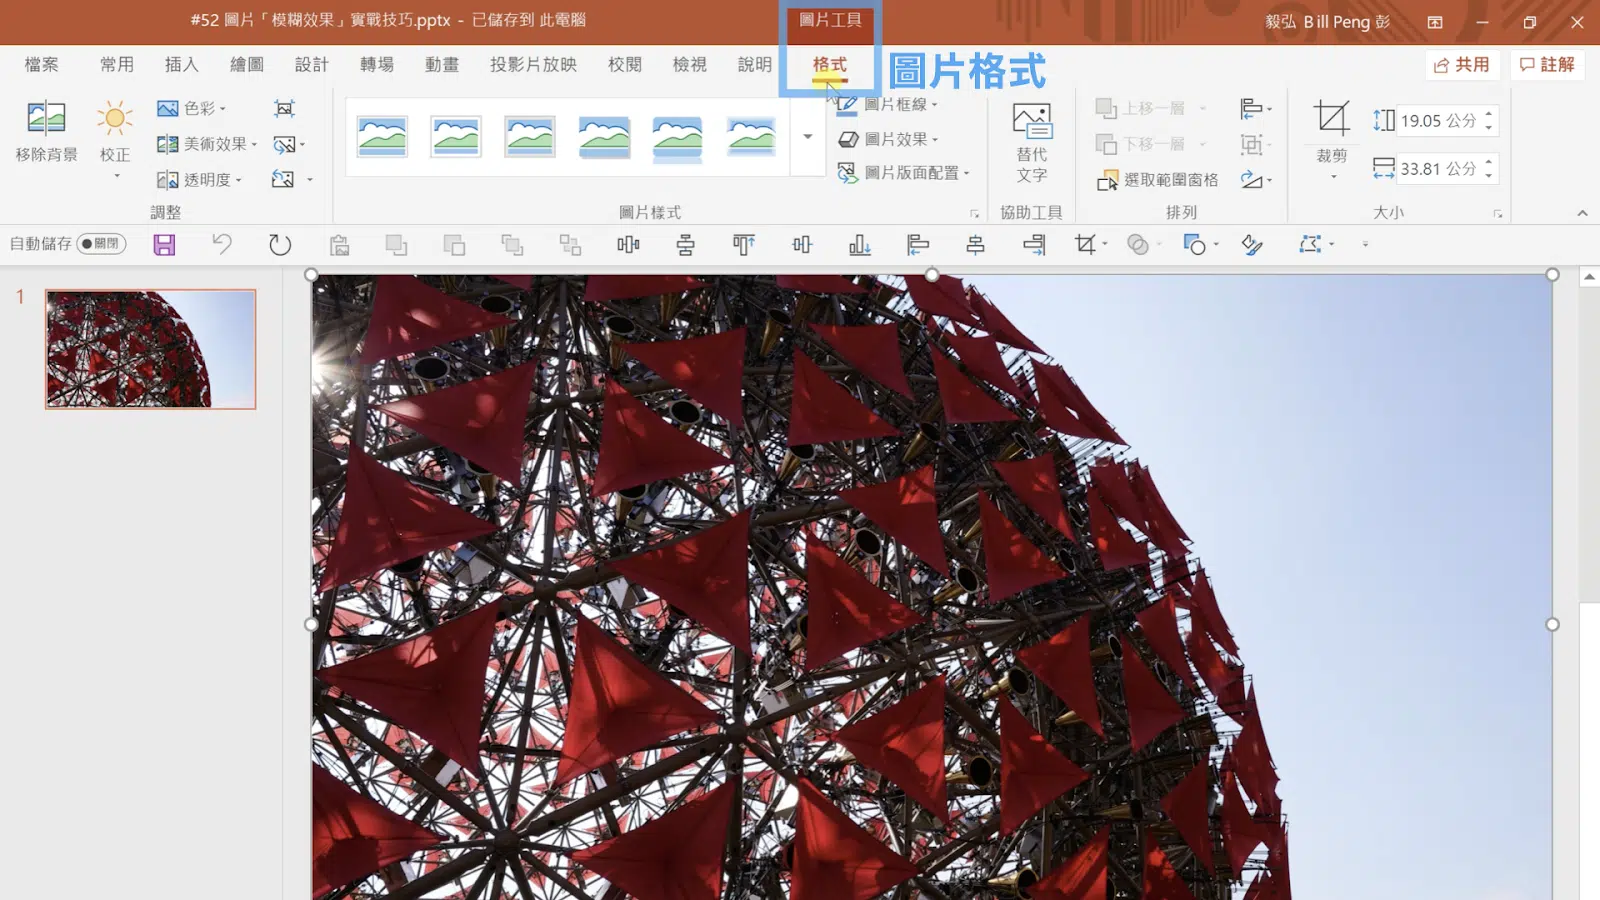 #52 圖片「模糊效果」實戰技巧.pptx - 已儲存到 此電腦
圖片工具
毅弘 Bill Peng 彭
檔案 常用 插入 繪圖 設計 轉場 動畫 投影片放映 校閱 檢視 說明 格式
圖片格式
共用 註解
移除背景
校正
色彩
美術效果
透明度
調整
圖片框線
圖片效果
圖片版面配置
圖片樣式
替代
文字
協助工具
上移一層
下移一層
選取範圍窗格
排列
裁剪
19.05 公分
33.81 公分
大小
自動儲存 關閉
1